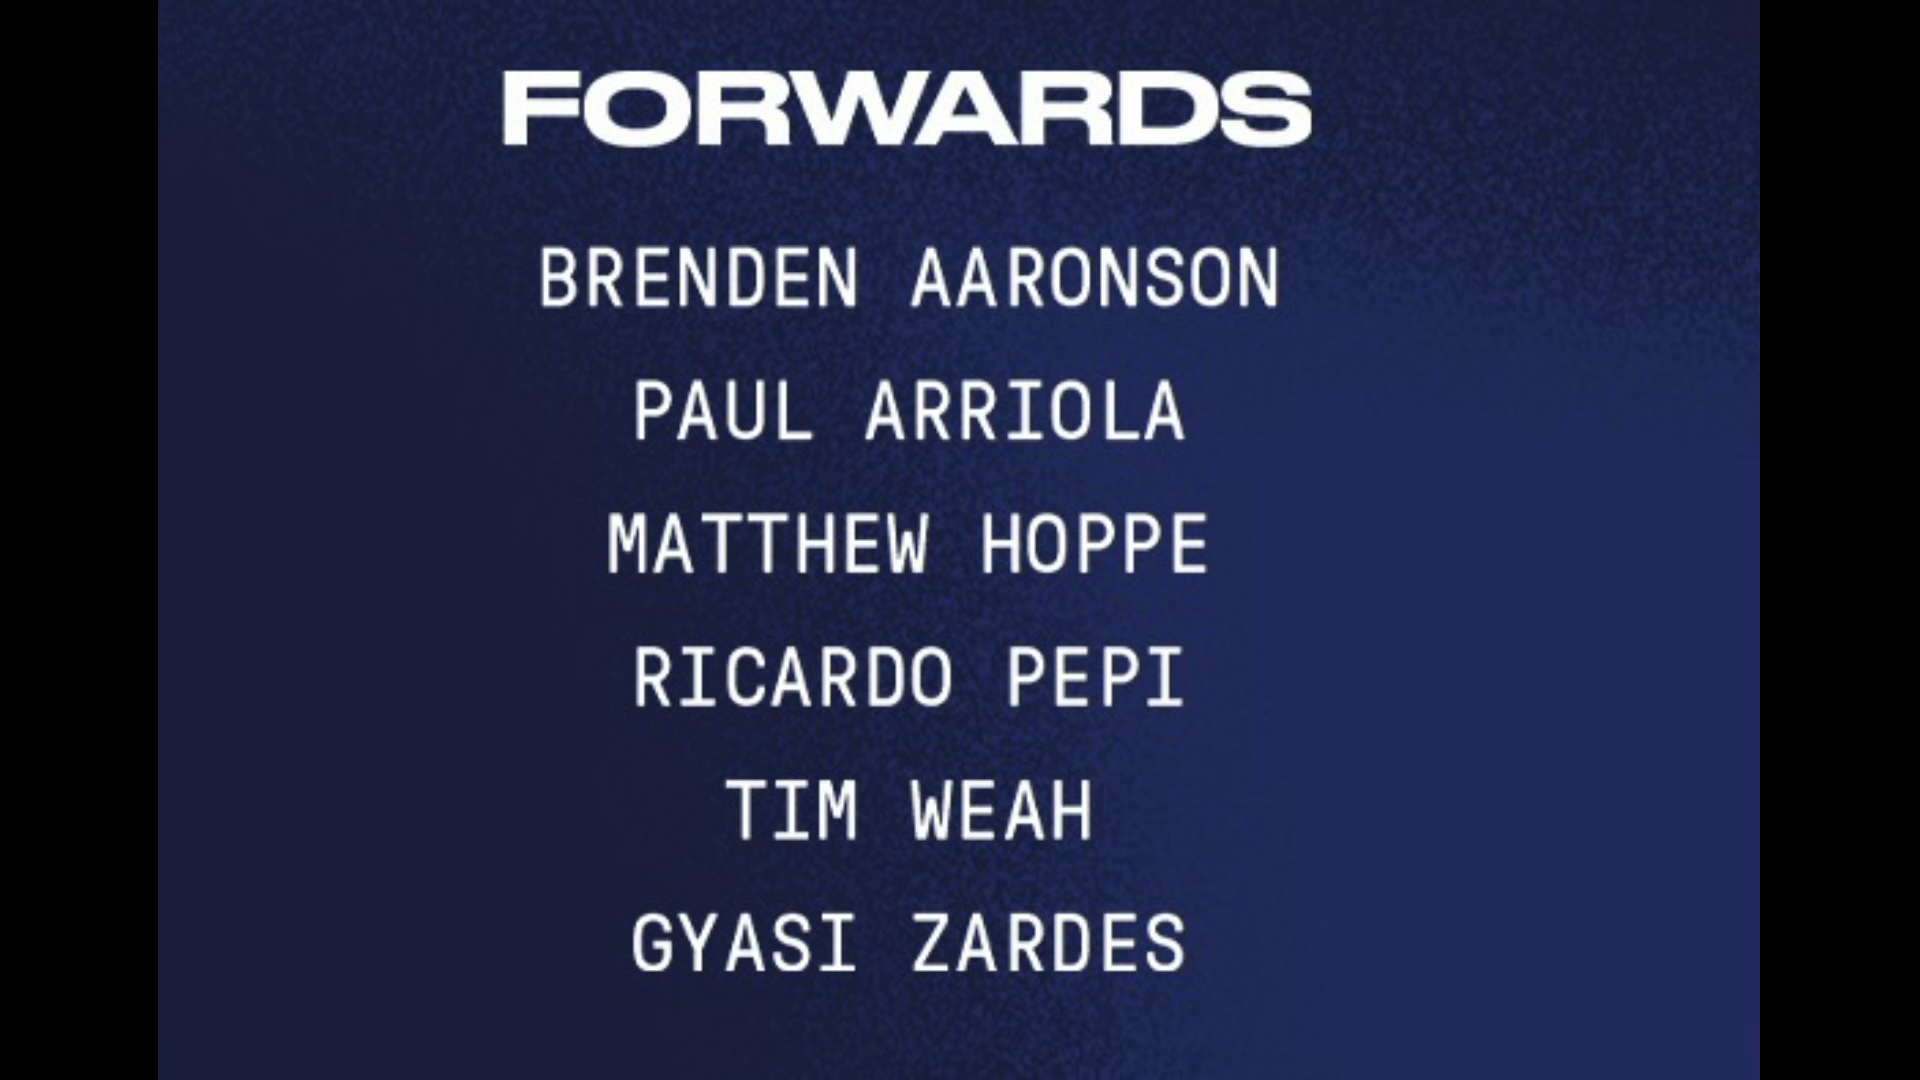 FORWARDS
BRENDEN AARONSON
PAUL ARRIOLA
MATTHEW HOPPE
RICARDO PEPI
TIM WEAH
GYASI ZARDES